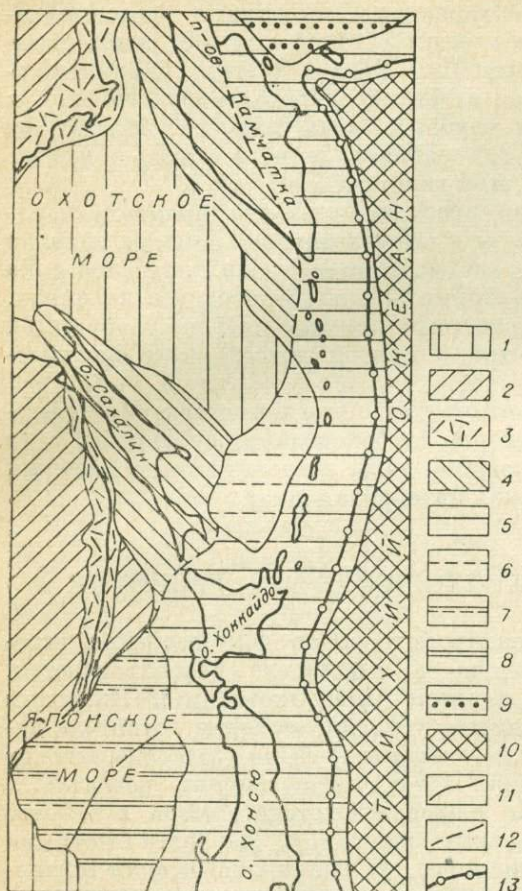 п-ов
Камчатка
ОХОТСКОЕ
МОРЕ
о. Сахалин
о. Хоккайдо
ЯПОНСКОЕ
МОРЕ
о. Хонсю
ТИХИЙ ОКЕАН
1
2
3
4
5
6
7
8
9
10
11
12
13